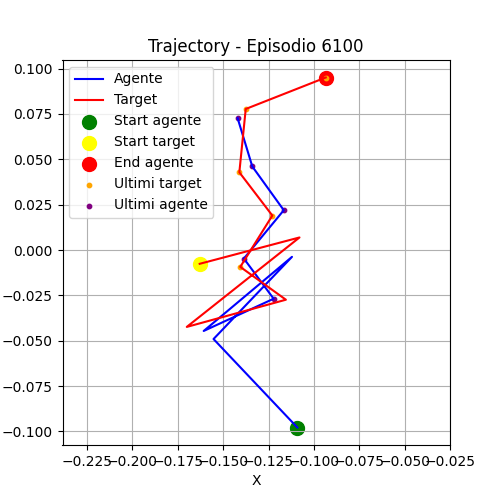 Trajectory - Episodio 6100
Agente
Target
Start agente
Start target
End agente
Ultimi target
Ultimi agente
0.100
0.075
0.050
0.025
0.000
−0.025
−0.050
−0.075
−0.100
−0.225 −0.200 −0.175 −0.150 −0.125 −0.100 −0.075 −0.050 −0.025
X